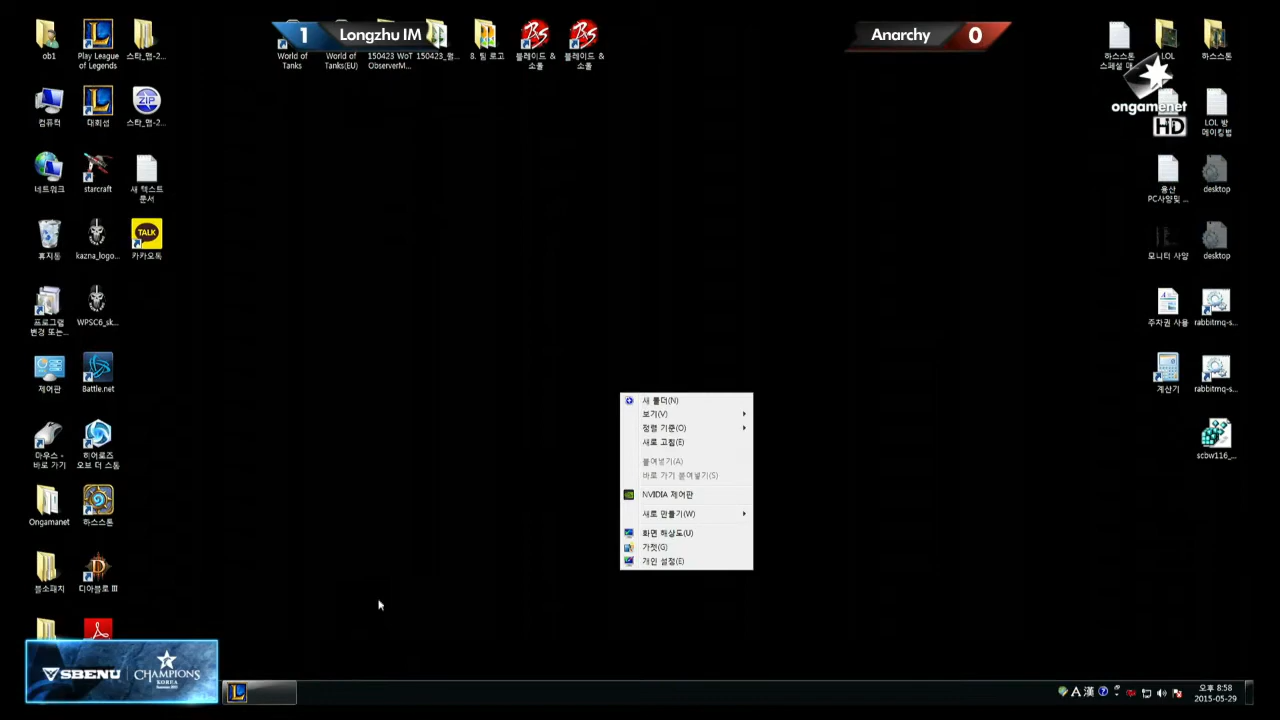 1
Longzhu IM
Anarchy
0
ob1
Play League
of Legends
스타_맵-2...
World of
Tanks
World of
Tanks(EU)
150423 WoT
ObserverM...
150423_웜...
8. 팀 로고
블레이드 &
소울
블레이드 &
소울
하스스톤
LOL
하스스톤
컴퓨터
대회섭
ZIP
스타_맵-2...
ongamenet
HD
LOL 방
메이킹법
네트워크
starcraft
새 텍스트
문서
용산
PC사양및 ...
desktop
휴지통
kazna_logo...
TALK
카카오톡
모니터 사양
desktop
프로그램
변경 또는...
WPSC6_sk...
주차권 사용
rabbitmq-s...
제어판
Battle.net
계산기
rabbitmq-s...
마우스 -
바로 가기
히어로즈
오브 더 스톰
scbw116_...
Ongamanet
하스스톤
블소패치
디아블로 III
새 폴더(N)
보기(V)
정렬 기준(O)
새로 고침(E)
붙여넣기(A)
바로 가기 붙여넣기(S)
NVIDIA 제어판
새로 만들기(W)
화면 해상도(U)
가젯(G)
개인 설정(E)
SBENU
CHAMPIONS
KOREA
A 漢
오후 8:58
2015-05-29